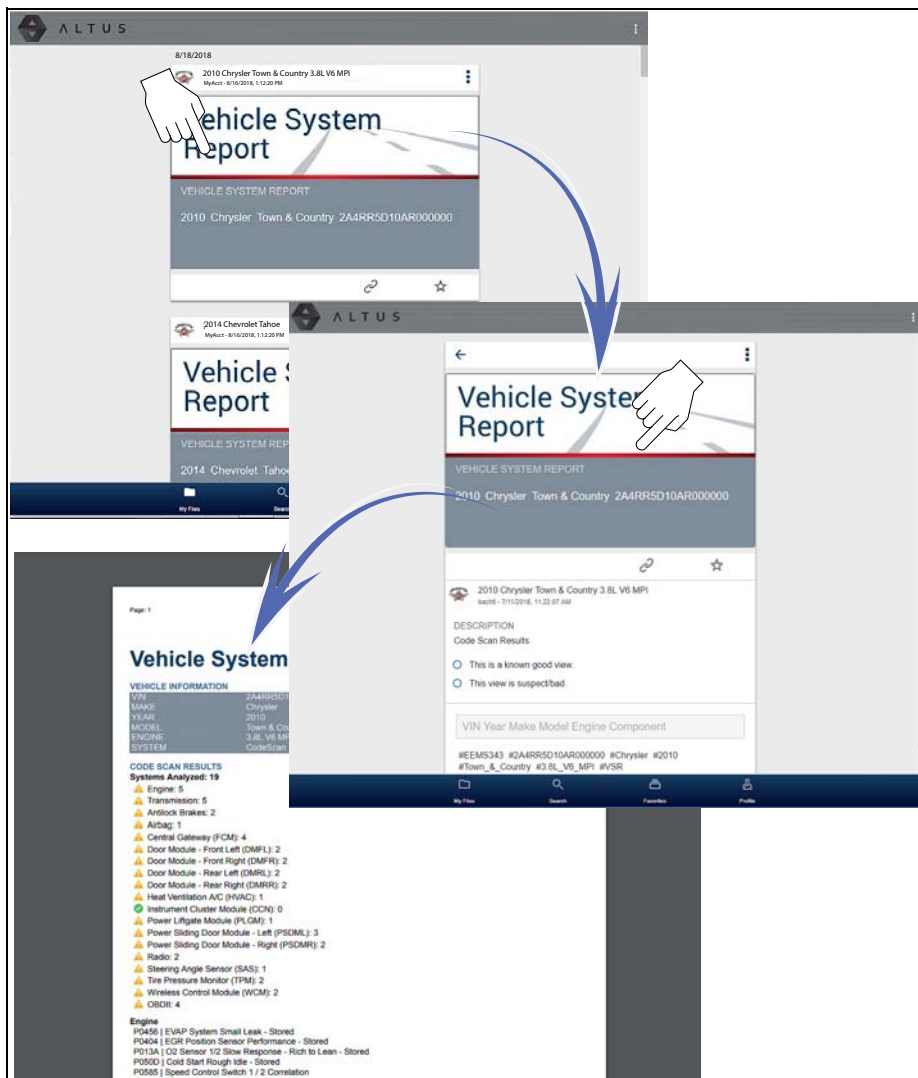 ALTUS
8/18/2018
2010 Chrysler Town & Country 3.8L V6 MPI
MyAcct - 8/16/2018, 1:12:20 PM
Vehicle System
Report
VEHICLE SYSTEM REPORT
2010 Chrysler Town & Country 2A4RR5D10AR000000
2014 Chevrolet Tahoe
MyAcct - 8/16/2018, 1:12:20 PM
Vehicle
Report
VEHICLE SYSTEM REP
2014 Chevrolet Tahoe
My Files
Search
ALTUS
Vehicle System
Report
VEHICLE SYSTEM REPORT
2010 Chrysler Town & Country 2A4RR5D10AR000000
2010 Chrysler Town & Country 3.8L V6 MPI
7/11/2018, 11:22:07 AM
DESCRIPTION
Code Scan Results
This is a known good view.
This view is suspect/bad.
VIN Year Make Model Engine Component
#EEMS343 #2A4RR5D10AR000000 #Chrysler #2010
#Town_&_Country #3.8L_V6_MPI #VSR
My Files Search Favorites Profile
Page: 1
Vehicle System
VEHICLE INFORMATION
VIN 2A4RR5D1
MAKE Chrysler
YEAR 2010
MODEL Town & Co
ENGINE 3.8L V6 MP
SYSTEM CodeScan
CODE SCAN RESULTS
Systems Analyzed: 19
Engine: 5
Transmission: 5
Antilock Brakes: 2
Airbag: 1
Central Gateway (FCM): 4
Door Module - Front Left (DMFL): 2
Door Module - Front Right (DMFR): 2
Door Module - Rear Left (DMRL): 2
Door Module - Rear Right (DMRR): 2
Heat Ventilation A/C (HVAC): 1
Instrument Cluster Module (CCN): 0
Power Liftgate Module (PLGM): 1
Power Sliding Door Module - Left (PSDML): 3
Power Sliding Door Module - Right (PSDMR): 2
Radio: 2
Steering Angle Sensor (SAS): 1
Tire Pressure Monitor (TPM): 2
Wireless Control Module (WCM): 2
OBDII: 4
Engine
P0456 | EVAP System Small Leak - Stored
P0404 | EGR Position Sensor Performance - Stored
P013A | O2 Sensor 1/2 Slow Response - Rich to Lean - Stored
P050D | Cold Start Rough Idle - Stored
P0585 | Speed Control Switch 1 / 2 Correlation